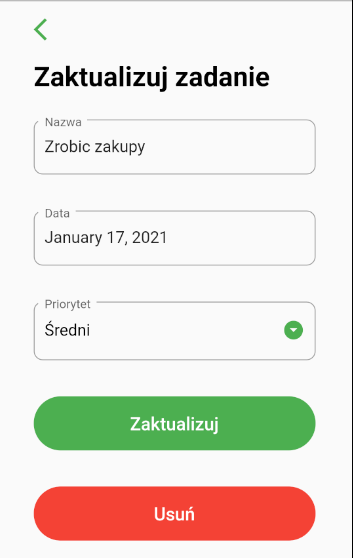 Zaktualizuj zadanie
Nazwa
Zrobic zakupy
Data
January 17, 2021
Priorytet
Średni
Zaktualizuj
Usuń